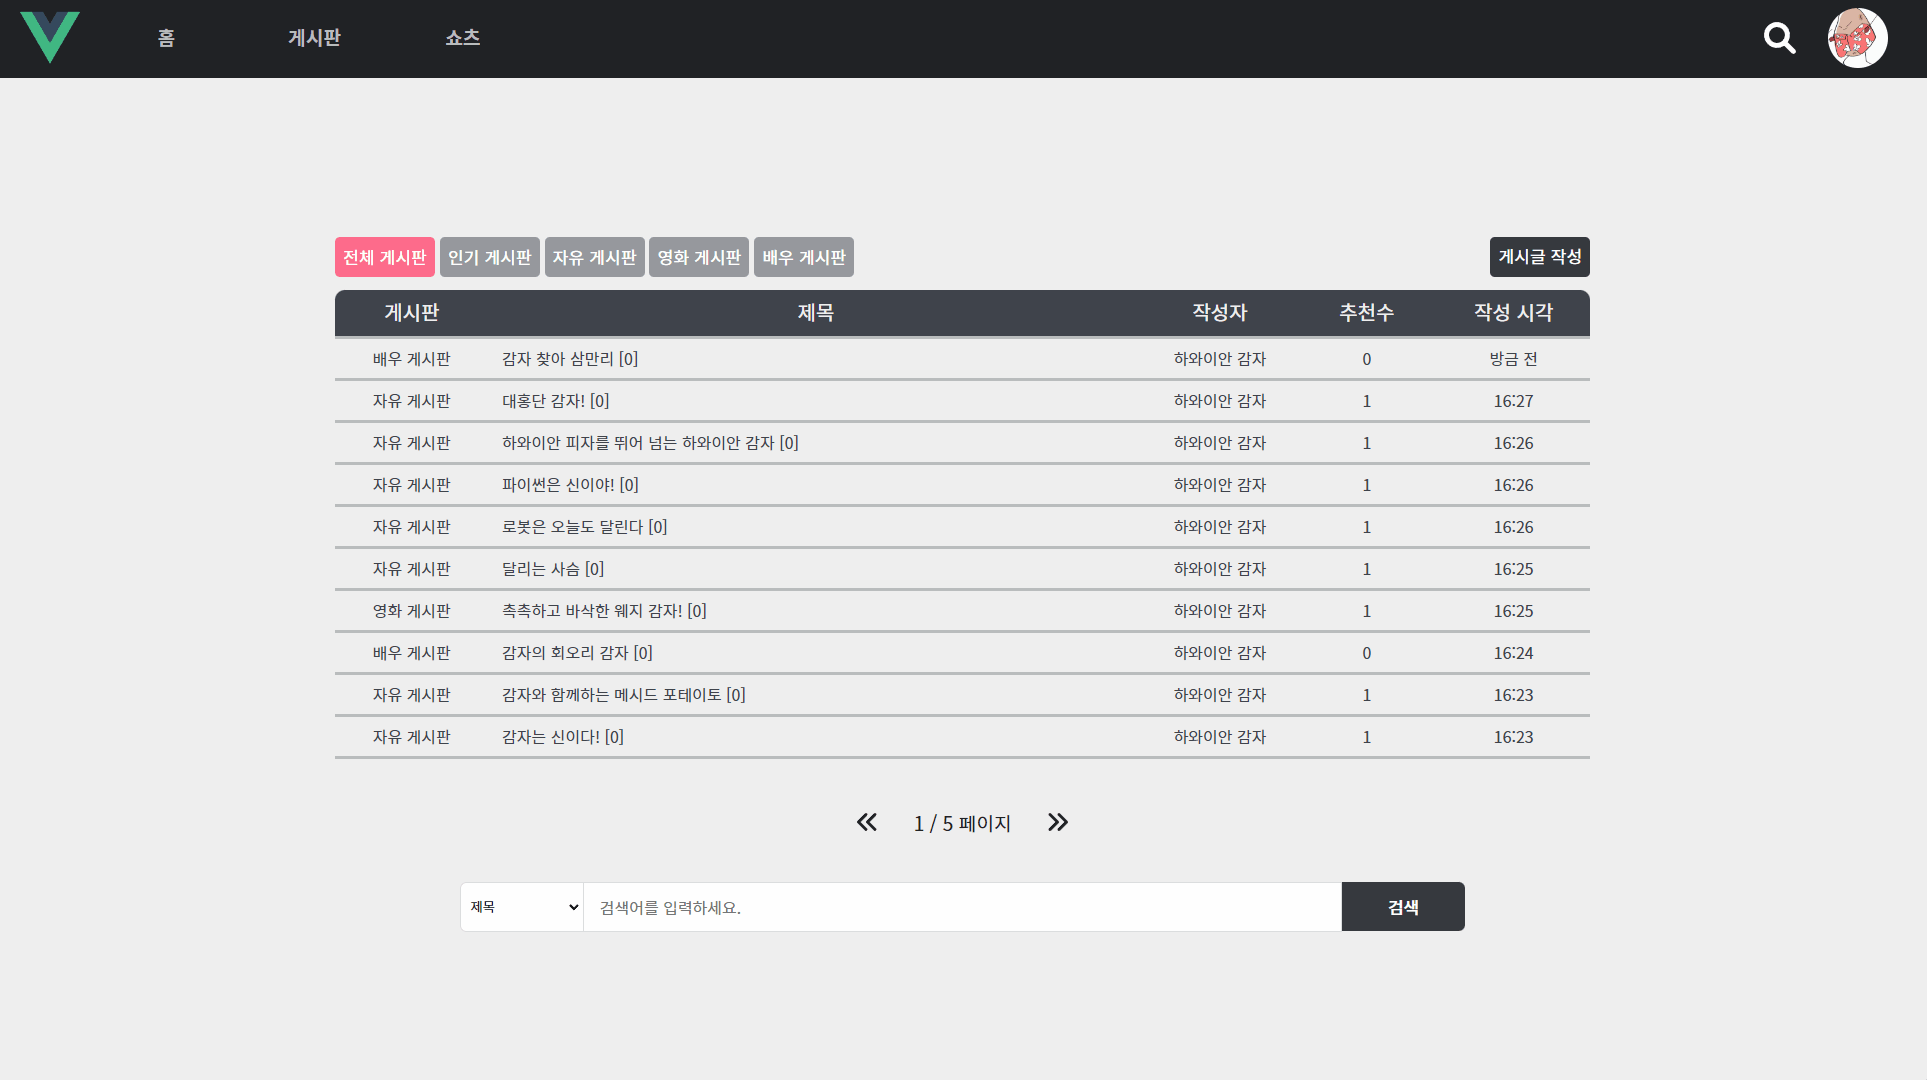 홈 게시판 쇼츠
전체 게시판 인기 게시판 자유 게시판 영화 게시판 배우 게시판 게시글 작성
게시판 제목 작성자 추천수 작성 시각
배우 게시판 감자 찾아 삼만리 [0] 하와이안 감자 0 방금 전
자유 게시판 대홍단 감자! [0] 하와이안 감자 1 16:27
자유 게시판 하와이안 피자를 뛰어 넘는 하와이안 감자 [0] 하와이안 감자 1 16:26
자유 게시판 파이썬은 신이야! [0] 하와이안 감자 1 16:26
자유 게시판 로봇은 오늘도 달린다 [0] 하와이안 감자 1 16:26
자유 게시판 달리는 사슴 [0] 하와이안 감자 1 16:25
영화 게시판 촉촉하고 바삭한 웨지 감자! [0] 하와이안 감자 1 16:25
배우 게시판 감자의 회오리 감자 [0] 하와이안 감자 0 16:24
자유 게시판 감자와 함께하는 메시드 포테이토 [0] 하와이안 감자 1 16:23
자유 게시판 감자는 신이다! [0] 하와이안 감자 1 16:23
1 / 5 페이지
제목 검색어를 입력하세요. 검색